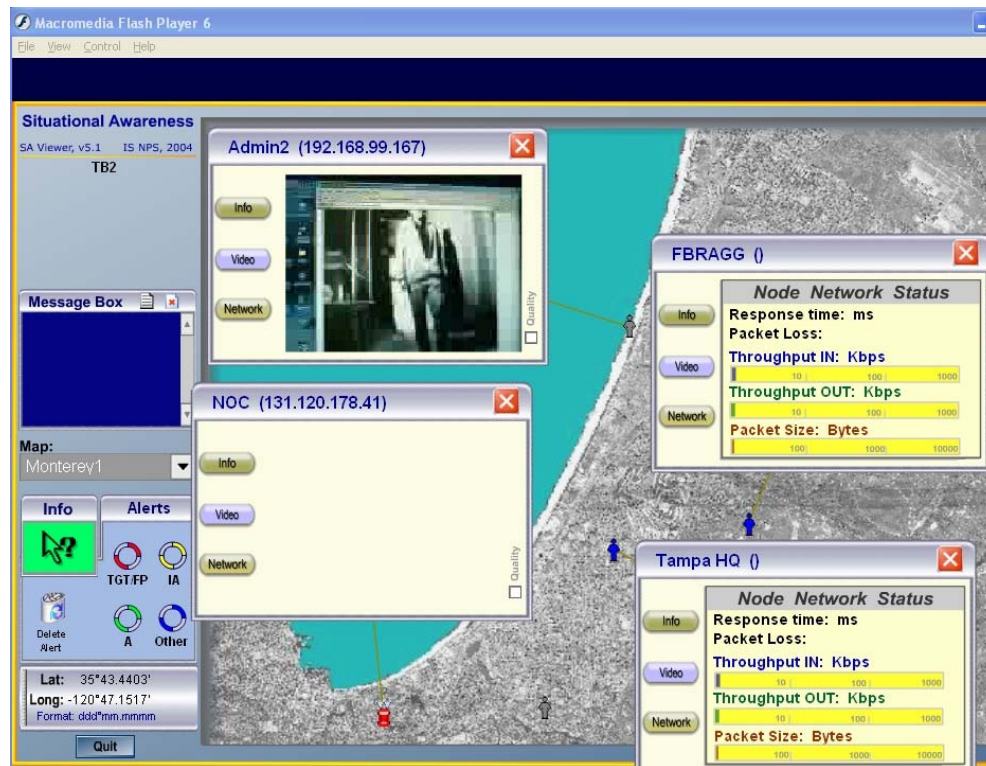 Macromedia Flash Player 6
File View Control Help
Situational Awareness
SA Viewer, v5.1 IS NPS, 2004
TB2
Message Box
Map:
Monterey1
Info
Alerts
TGT/FP IA
Delete Alert
A Other
Lat: 35°43.4403'
Long: -120°47.1517'
Format: ddd°mm.mmmm
Quit
Admin2 (192.168.99.167)
Info
Video
Network
Quality
NOC (131.120.178.41)
Info
Video
Network
Quality
FBRAGG ()
Info
Video
Network
Node Network Status
Response time: ms
Packet Loss:
Throughput IN: Kbps
10 100 1000
Throughput OUT: Kbps
10 100 1000
Packet Size: Bytes
100 1000 10000
Tampa HQ ()
Info
Video
Network
Node Network Status
Response time: ms
Packet Loss:
Throughput IN: Kbps
10 100 1000
Throughput OUT: Kbps
10 100 1000
Packet Size: Bytes
100 1000 10000